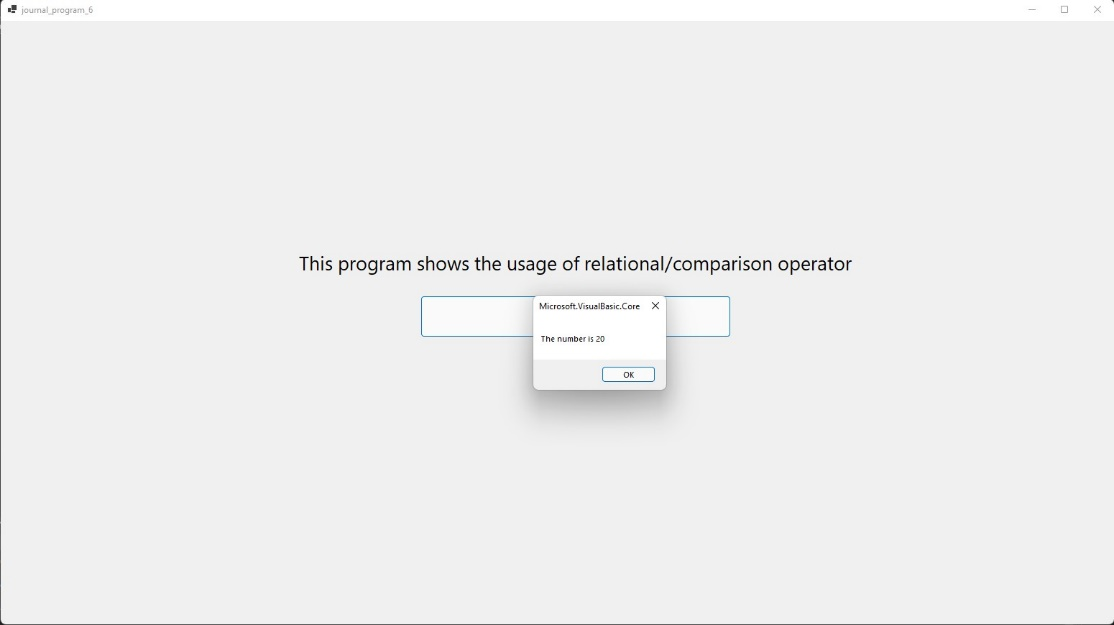 journal_program_6
This program shows the usage of relational/comparison operator
Microsoft.VisualBasic.Core
The number is 20
OK